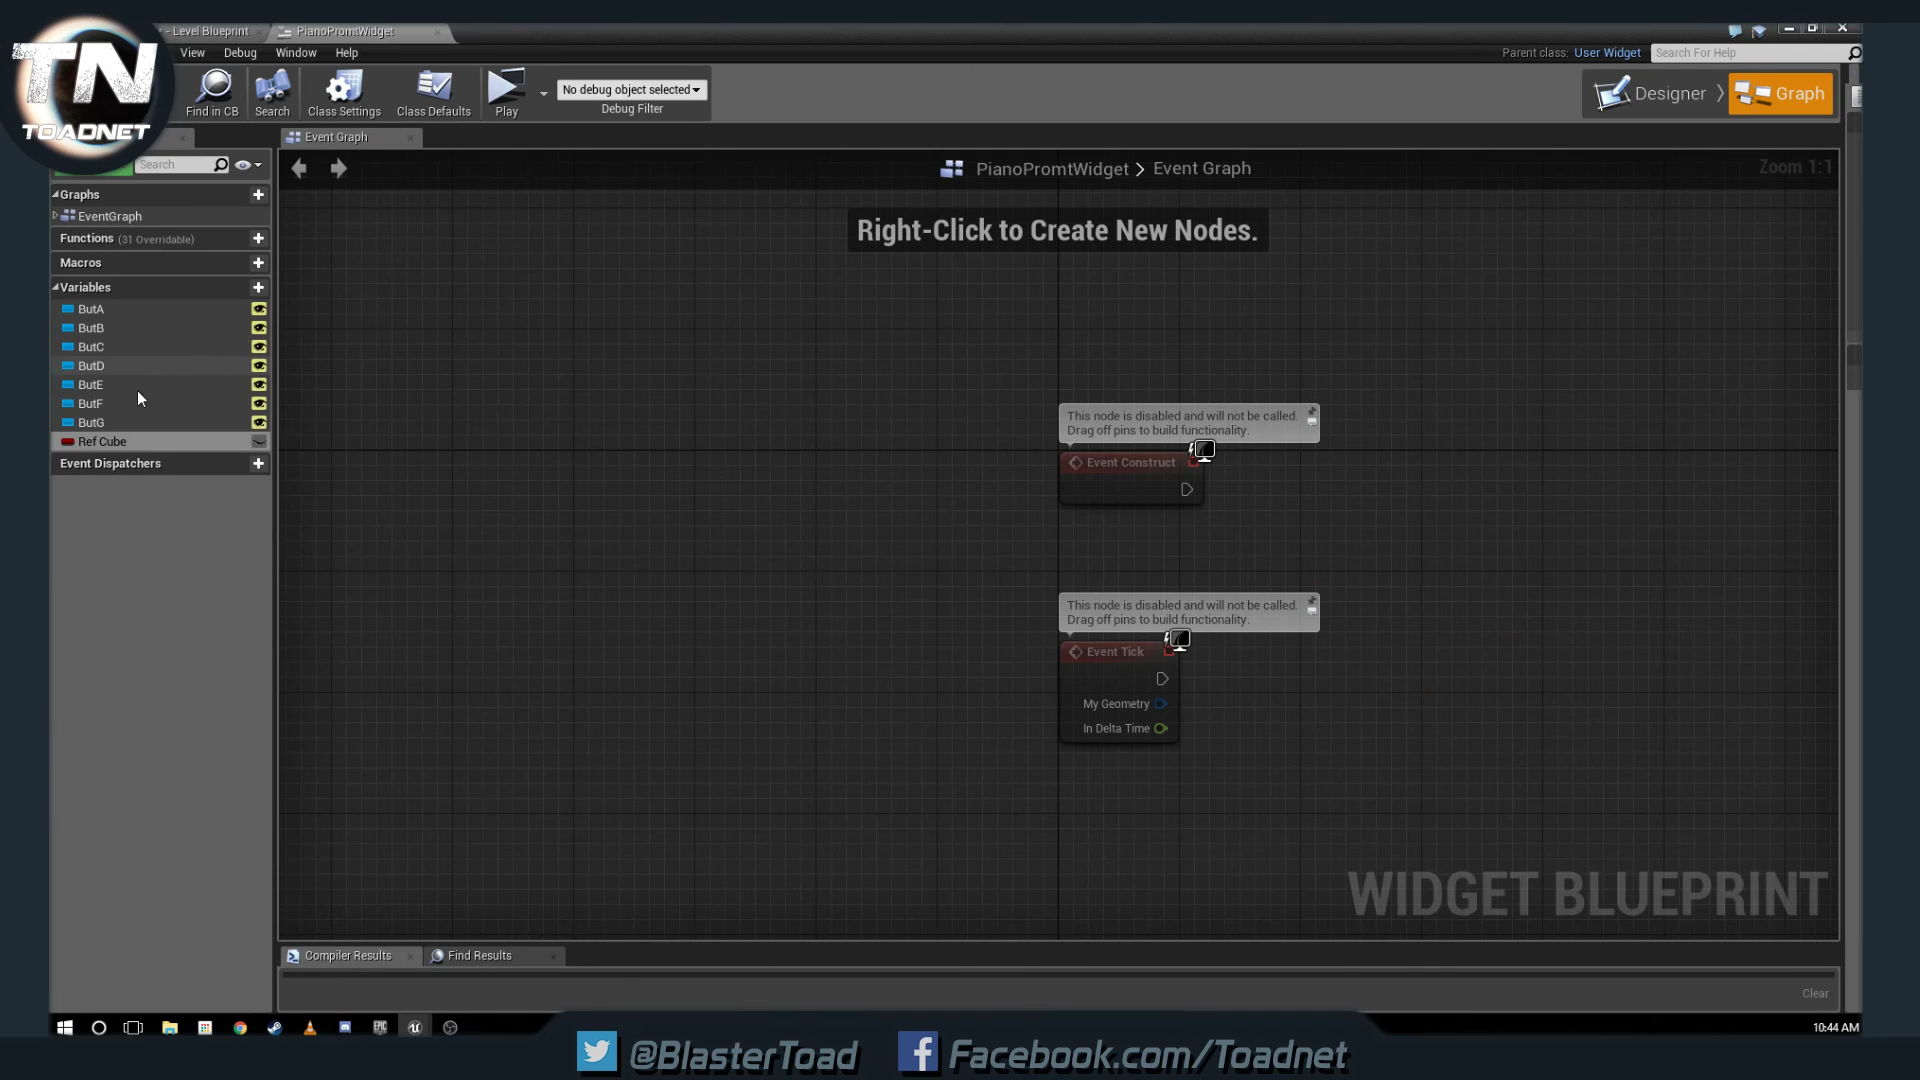 - Level Blueprint
PianoPromtWidget
View
Debug
Window
Help
Parent class:
User Widget
Search For Help
TN
TOADNET
Find in CB
Search
Class Settings
Class Defaults
Play
No debug object selected
Debug Filter
Designer
Graph
Event Graph
Search
PianoPromtWidget > Event Graph
Zoom 1:1
Right-Click to Create New Nodes.
Graphs
EventGraph
Functions (31 Overridable)
Macros
Variables
ButA
ButB
ButC
ButD
ButE
ButF
ButG
Ref Cube
Event Dispatchers
This node is disabled and will not be called.
Drag off pins to build functionality.
Event Construct
This node is disabled and will not be called.
Drag off pins to build functionality.
Event Tick
My Geometry
In Delta Time
WIDGET BLUEPRINT
Compiler Results
Find Results
Clear
EPIC
10:44 AM
@BlasterToad
Facebook.com/Toadnet